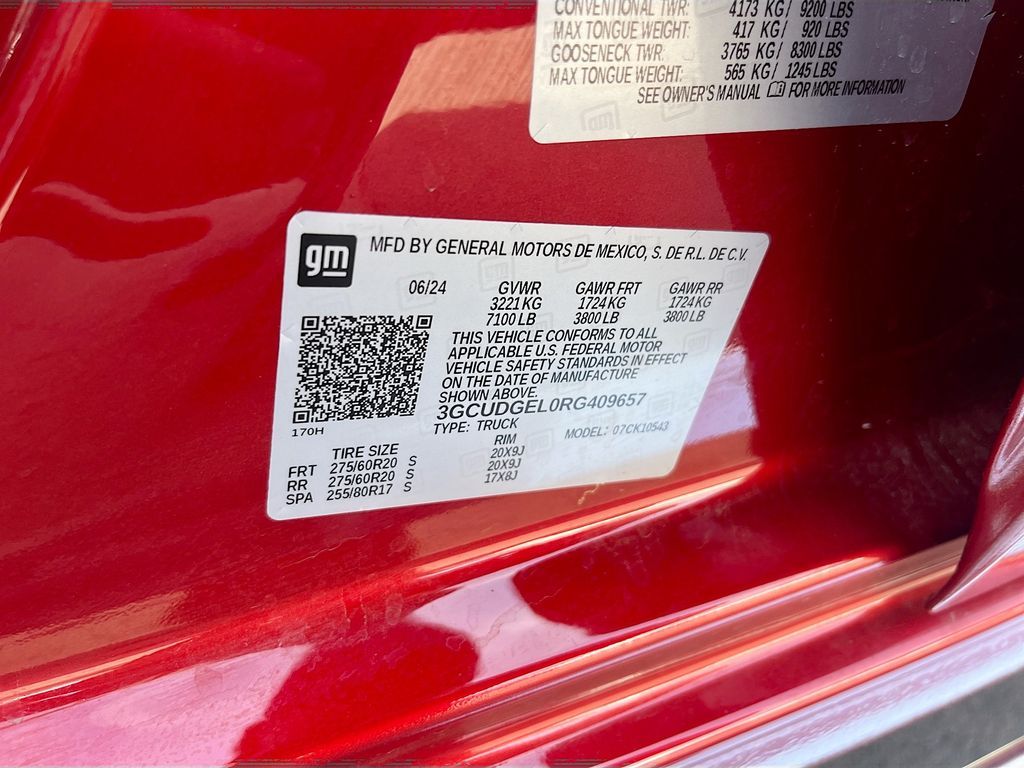 CONVENTIONAL TWR: 4173 KG/ 9200 LBS
MAX TONGUE WEIGHT: 417 KG/ 920 LBS
GOOSENECK TWR: 3765 KG/ 8300 LBS
MAX TONGUE WEIGHT: 565 KG/ 1245 LBS
SEE OWNER'S MANUAL FOR MORE INFORMATION
gm MFD BY GENERAL MOTORS DE MEXICO, S. DE R.L. DE C.V.
06/24 GVWR GAWR FRT GAWR RR
3221 KG 1724 KG 1724 KG
7100 LB 3800 LB 3800 LB
THIS VEHICLE CONFORMS TO ALL
APPLICABLE U.S. FEDERAL MOTOR
VEHICLE SAFETY STANDARDS IN EFFECT
ON THE DATE OF MANUFACTURE
SHOWN ABOVE.
3GCUDGEL0RG409657
TYPE: TRUCK MODEL: 07CK10543
170H
TIRE SIZE RIM
FRT 275/60R20 S 20X9J
RR 275/60R20 S 20X9J
SPA 255/80R17 S 17X8J